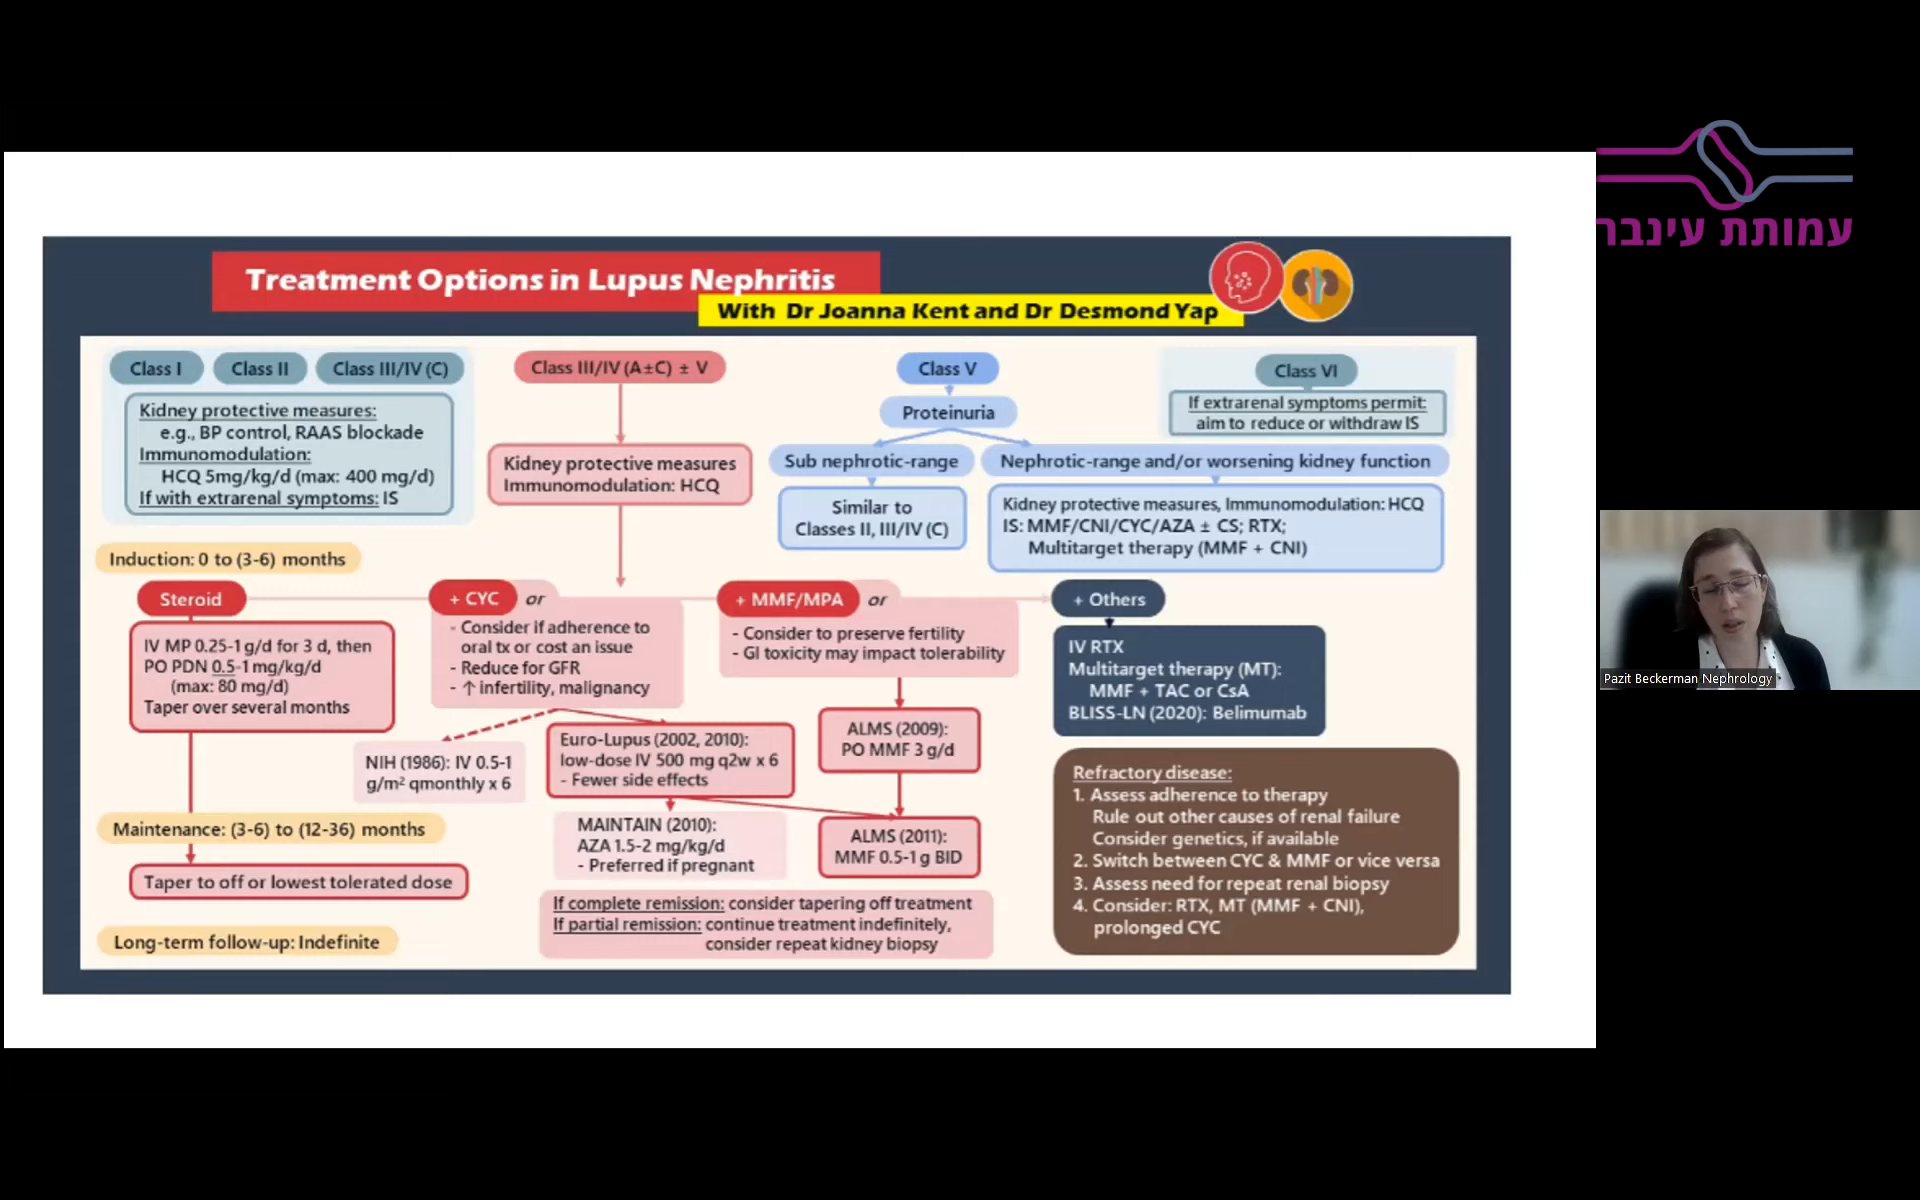 Treatment Options in Lupus Nephritis
With Dr Joanna Kent and Dr Desmond Yap
Class I
Class II
Class III/IV (C)
Kidney protective measures:
e.g., BP control, RAAS blockade
Immunomodulation:
HCQ 5mg/kg/d (max: 400 mg/d)
If with extrarenal symptoms: IS
Class III/IV (A±C) ± V
Kidney protective measures
Immunomodulation: HCQ
Class V
Proteinuria
Sub nephrotic-range
Similar to
Classes II, III/IV (C)
Nephrotic-range and/or worsening kidney function
Kidney protective measures, Immunomodulation: HCQ
IS: MMF/CNI/CYC/AZA ± CS; RTX;
Multitarget therapy (MMF + CNI)
Class VI
If extrarenal symptoms permit:
aim to reduce or withdraw IS
Induction: 0 to (3-6) months
Steroid
IV MP 0.25-1 g/d for 3 d, then
PO PDN 0.5-1 mg/kg/d
(max: 80 mg/d)
Taper over several months
+ CYC or
- Consider if adherence to
oral tx or cost an issue
- Reduce for GFR
- ↑ infertility, malignancy
NIH (1986): IV 0.5-1
g/m² qmonthly x 6
Euro-Lupus (2002, 2010):
low-dose IV 500 mg q2w x 6
- Fewer side effects
+ MMF/MPA or
- Consider to preserve fertility
- GI toxicity may impact tolerability
ALMS (2009):
PO MMF 3 g/d
+ Others
IV RTX
Multitarget therapy (MT):
MMF + TAC or CsA
BLISS-LN (2020): Belimumab
Maintenance: (3-6) to (12-36) months
Taper to off or lowest tolerated dose
MAINTAIN (2010):
AZA 1.5-2 mg/kg/d
- Preferred if pregnant
ALMS (2011):
MMF 0.5-1 g BID
If complete remission: consider tapering off treatment
If partial remission: continue treatment indefinitely,
consider repeat kidney biopsy
Long-term follow-up: Indefinite
Refractory disease:
1. Assess adherence to therapy
Rule out other causes of renal failure
Consider genetics, if available
2. Switch between CYC & MMF or vice versa
3. Assess need for repeat renal biopsy
4. Consider: RTX, MT (MMF + CNI),
prolonged CYC
עמותת עינבר
Pazit Beckerman Nephrology